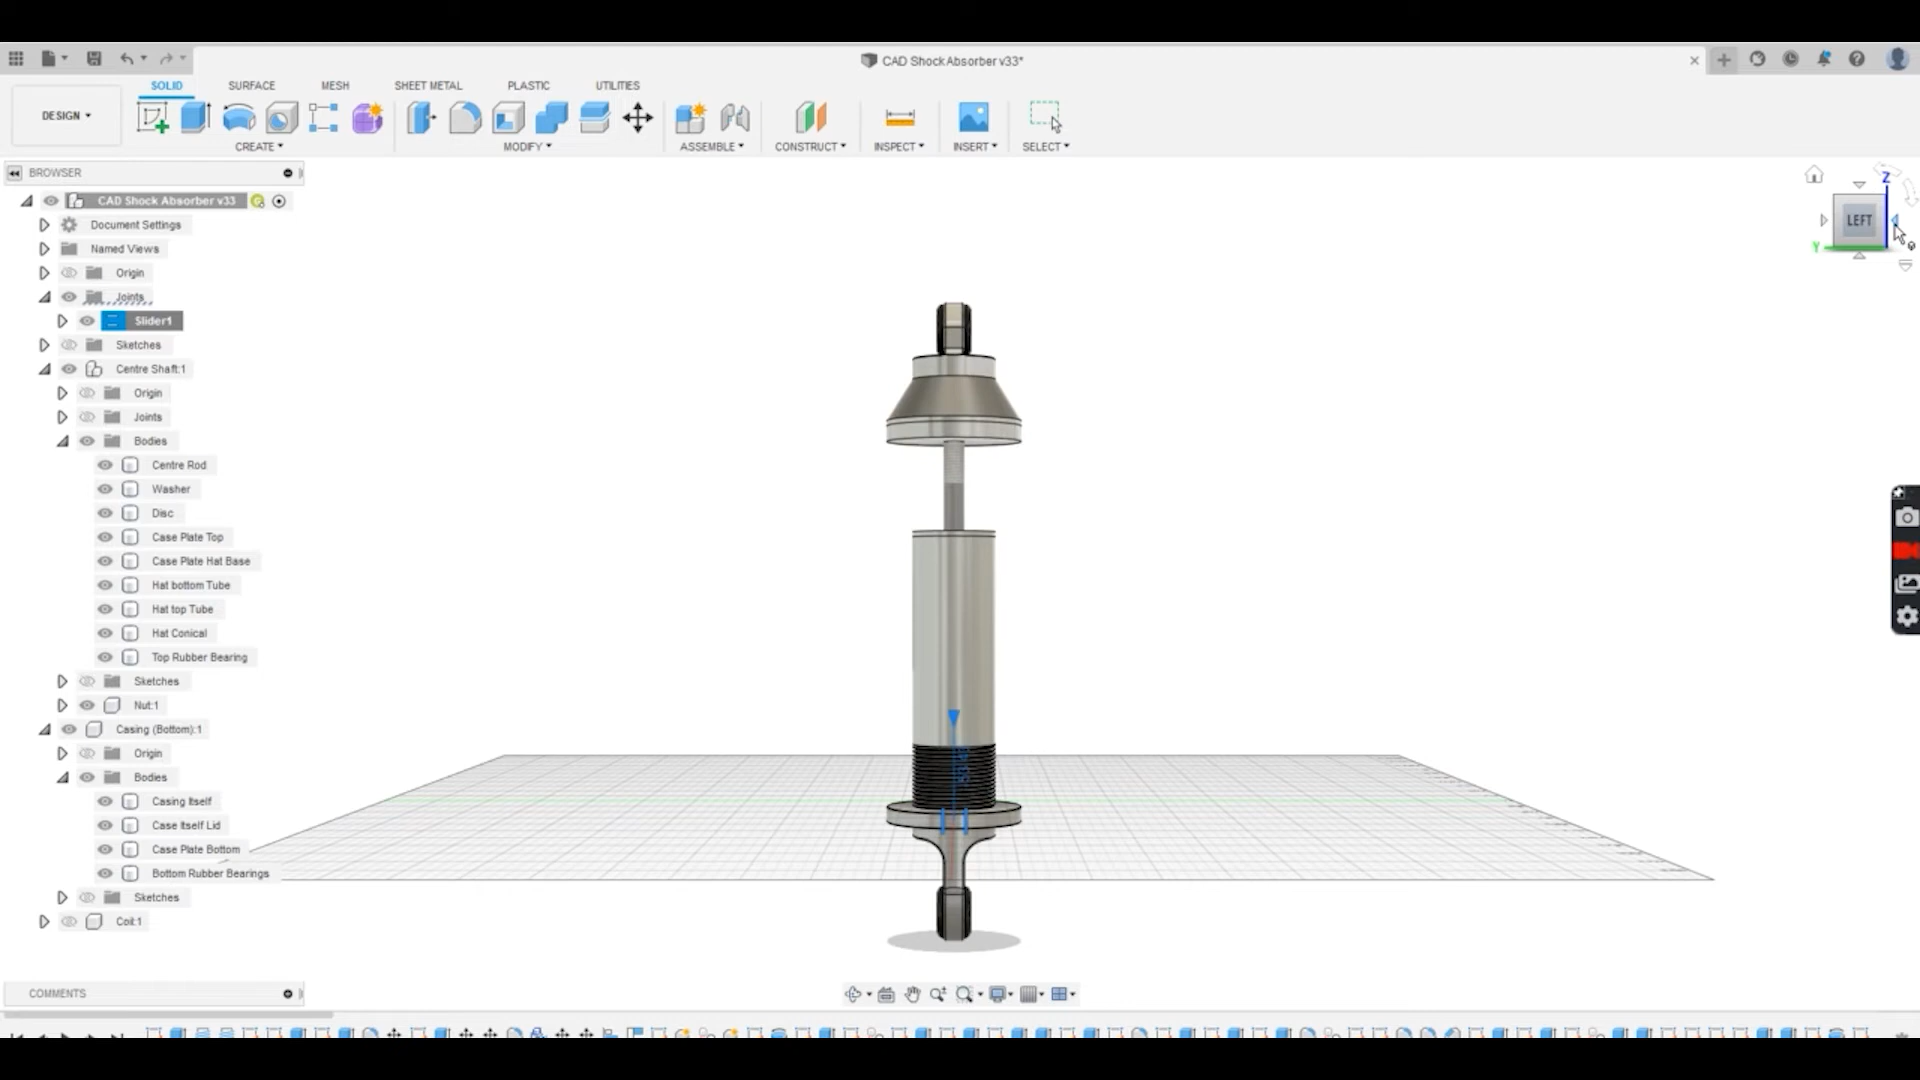 CAD Shock Absorber v33*
SOLID
SURFACE
MESH
SHEET METAL
PLASTIC
UTILITIES
DESIGN
CREATE
MODIFY
ASSEMBLE
CONSTRUCT
INSPECT
INSERT
SELECT
BROWSER
CAD Shock Absorber v33
Document Settings
Named Views
Origin
Joints
Slider1
Sketches
Centre Shaft:1
Origin
Joints
Bodies
Centre Rod
Washer
Disc
Case Plate Top
Case Plate Hat Base
Hat bottom Tube
Hat top Tube
Hat Conical
Top Rubber Bearing
Sketches
Nut:1
Casing (Bottom):1
Origin
Bodies
Casing Itself
Case Itself Lid
Case Plate Bottom
Bottom Rubber Bearings
Sketches
Coil:1
Z
LEFT
Y
COMMENTS